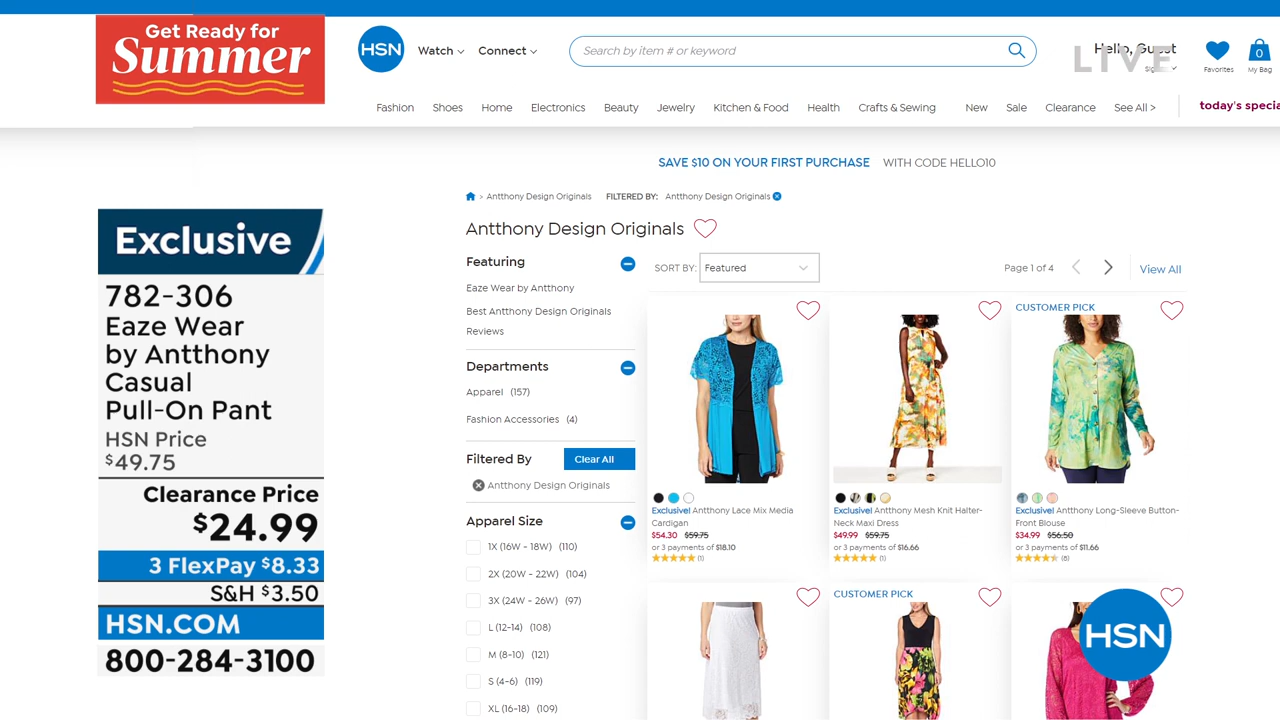 Get Ready for
Summer
HSN
Watch
Connect
Search by item # or keyword
Hello, Guest
LIVE
Favorites
0
My Bag
Fashion
Shoes
Home
Electronics
Beauty
Jewelry
Kitchen & Food
Health
Crafts & Sewing
New
Sale
Clearance
See All >
today's specia
SAVE $10 ON YOUR FIRST PURCHASE WITH CODE HELLO10
> Antthony Design Originals FILTERED BY: Antthony Design Originals
Antthony Design Originals
Exclusive
782-306
Eaze Wear
by Antthony
Casual
Pull-On Pant
HSN Price
$49.75
Clearance Price
$24.99
3 FlexPay $8.33
S&H $3.50
HSN.COM
800-284-3100
Featuring
Eaze Wear by Anthony
Best Antthony Design Originals
Reviews
Departments
Apparel (157)
Fashion Accessories (4)
Filtered By
Clear All
Antthony Design Originals
Apparel Size
1X (16W - 18W) (110)
2X (20W - 22W) (104)
3X (24W - 26W) (97)
L (12-14) (108)
M (8-10) (121)
S (4-6) (119)
XL (16-18) (109)
SORT BY: Featured
Page 1 of 4
View All
Exclusive! Antthony Lace Mix Media
Cardigan
$54.30 $59.75
or 3 payments of $18.10
(1)
Exclusive! Antthony Mesh Knit Halter-
Neck Maxi Dress
$49.99 $59.75
or 3 payments of $16.66
(1)
CUSTOMER PICK
Exclusive! Antthony Long-Sleeve Button-
Front Blouse
$34.99 $56.50
or 3 payments of $11.66
(8)
CUSTOMER PICK
HSN